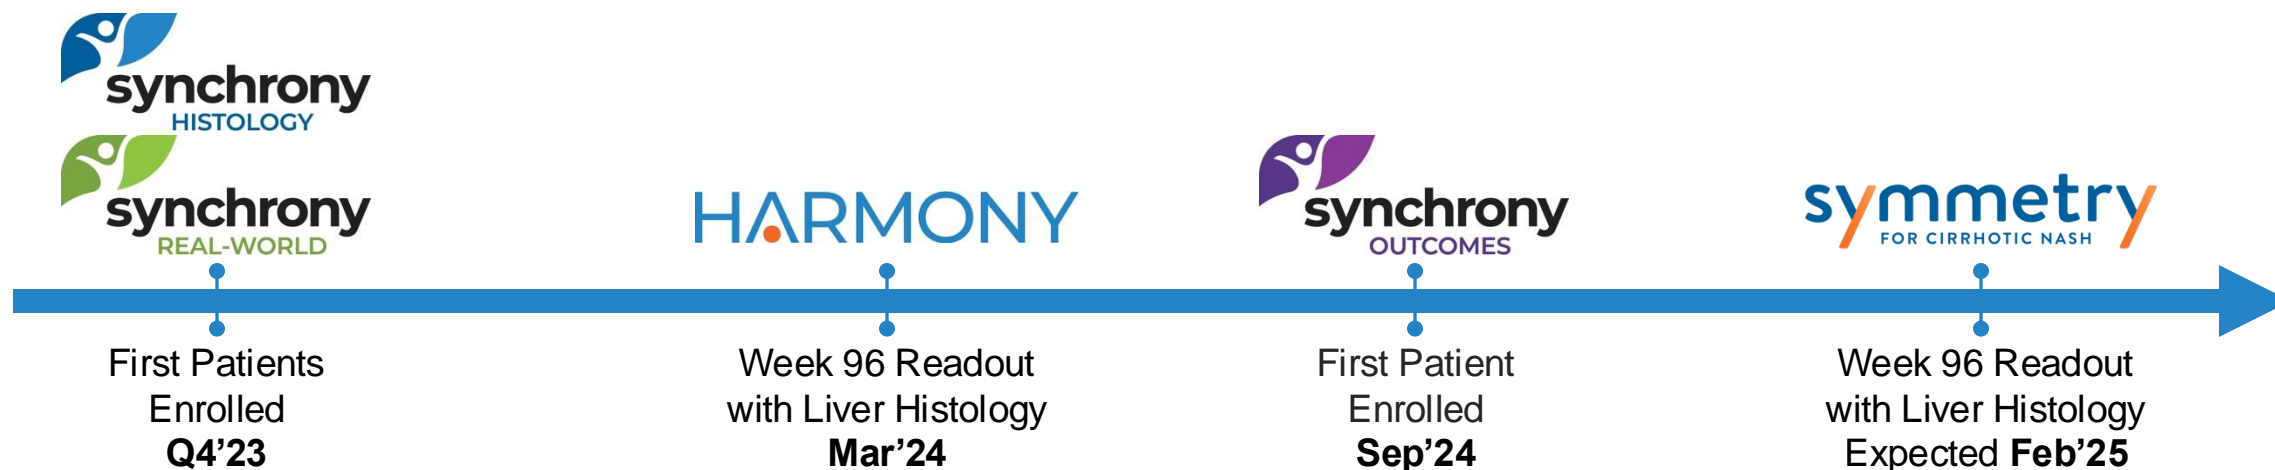 synchrony
HISTOLOGY
synchrony
REAL-WORLD
First Patients
Enrolled
Q4’23
HARMONY
Week 96 Readout
with Liver Histology
Mar’24
synchrony
OUTCOMES
First Patient
Enrolled
Sep’24
symmetry
FOR CIRRHOTIC NASH
Week 96 Readout
with Liver Histology
Expected Feb’25